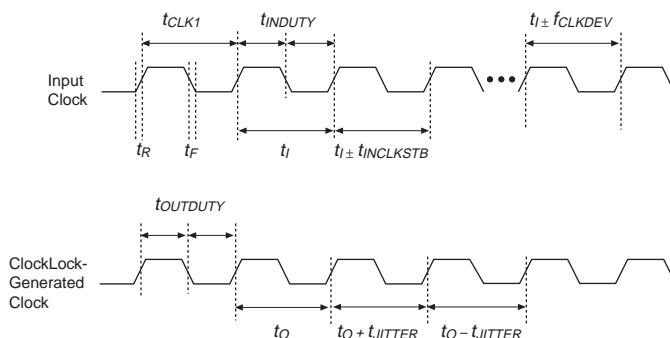 tCLK1 tINDUTY tI ± fCLKDEV
Input
Clock
tR tF tI tI ± tINCLKSTB
tOUTDUTY
ClockLock-
Generated
Clock
tO tO + tJITTER tO – tJITTER